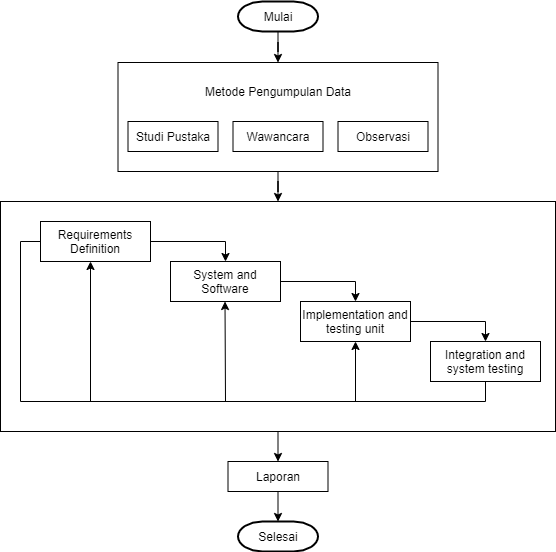 Mulai
Metode Pengumpulan Data
Studi Pustaka
Wawancara
Observasi
Requirements
Definition
System and
Software
Implementation and
testing unit
Integration and
system testing
Laporan
Selesai